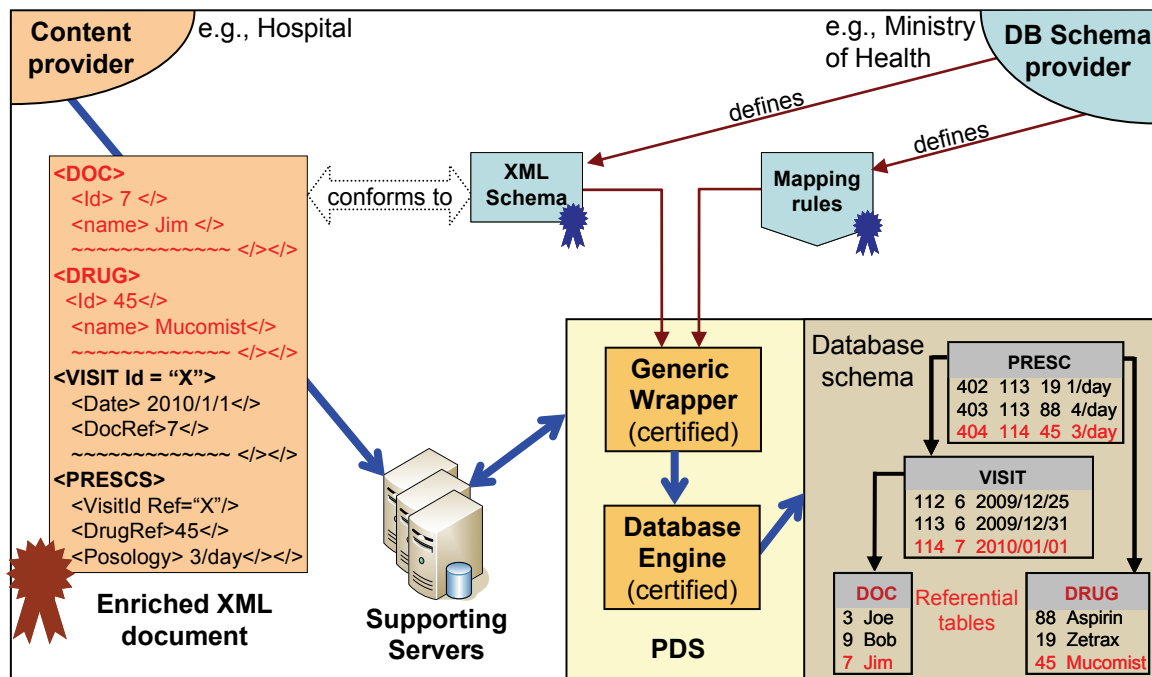 Content
provider
e.g., Hospital
e.g., Ministry
of Health
DB Schema
provider
defines
defines
<DOC>
<Id> 7 </>
<name> Jim </>
~~~~~~~~~~~~~ </></>
<DRUG>
<Id> 45</>
<name> Mucomist</>
~~~~~~~~~~~~~ </></>
<VISIT Id = “X”>
<Date> 2010/1/1</>
<DocRef>7</>
~~~~~~~~~~~~~ </></>
<PRESCS>
<VisitId Ref=“X”/>
<DrugRef>45</>
<Posology> 3/day</></>
Enriched XML
document
conforms to
XML
Schema
Mapping
rules
Supporting
Servers
Generic
Wrapper
(certified)
Database
Engine
(certified)
PDS
Database
schema
PRESC
402 113 19 1/day
403 113 88 4/day
404 114 45 3/day
VISIT
112 6 2009/12/25
113 6 2009/12/31
114 7 2010/01/01
DOC
3 Joe
9 Bob
7 Jim
Referential
tables
DRUG
88 Aspirin
19 Zetrax
45 Mucomist